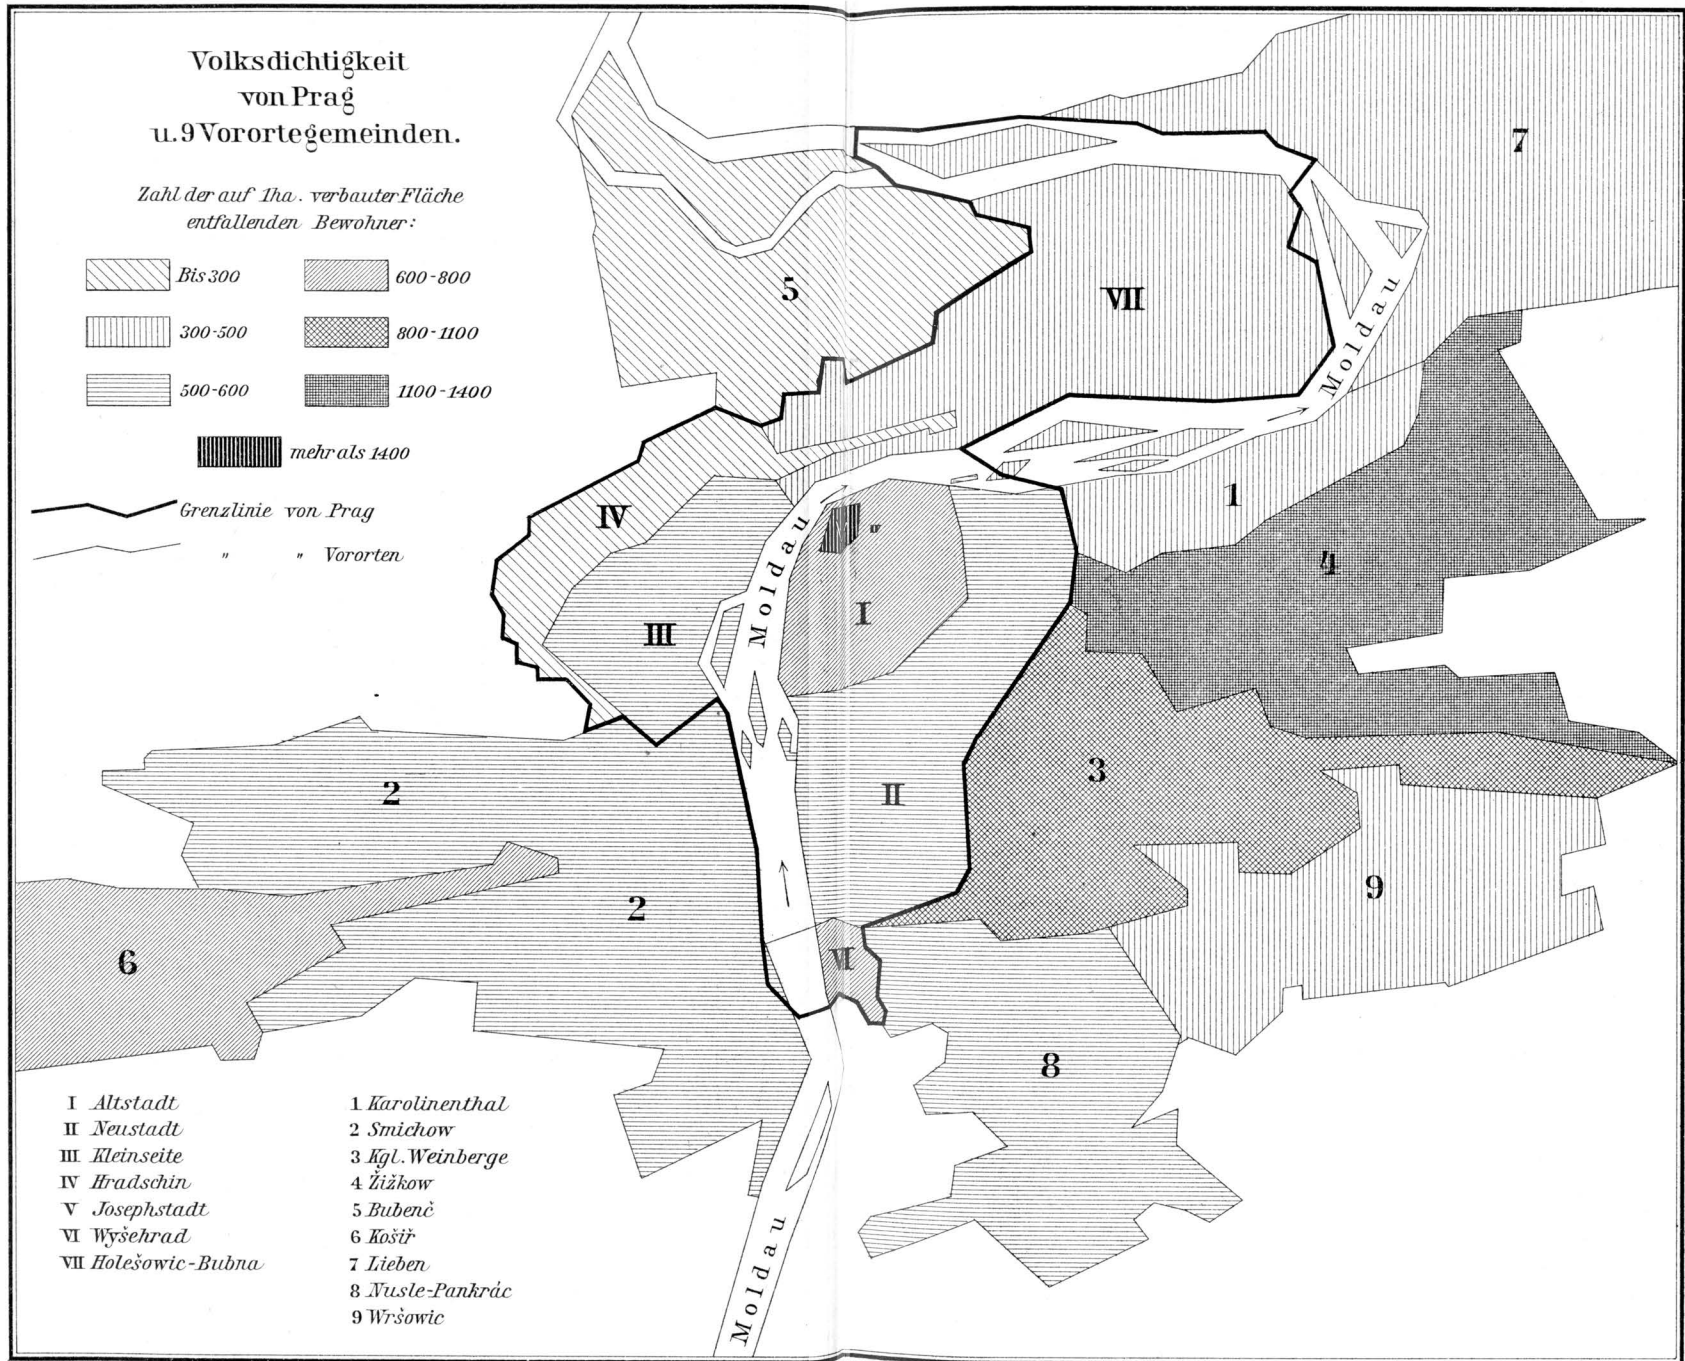 Volksdichtigkeit
von Prag
u. 9 Vorortegemeinden.
Zahl der auf 1ha. verbauter Fläche
entfallenden Bewohner:
Bis 300
600-800
300-500
800-1100
500-600
1100-1400
mehr als 1400
Grenzlinie von Prag
" " Vororten
7
5
VII
Moldau
IV
1
4
III
Moldau
I
2
3
II
9
2
6
VI
8
I Altstadt
II Neustadt
III Kleinseite
IV Hradschin
V Josephstadt
VI Wyšehrad
VII Holešowic-Bubna
1 Karolinenthal
2 Smichow
3 Kgl. Weinberge
4 Žižkow
5 Bubenč
6 Košiř
7 Lieben
8 Nusle-Pankrác
9 Wršowic
Moldau